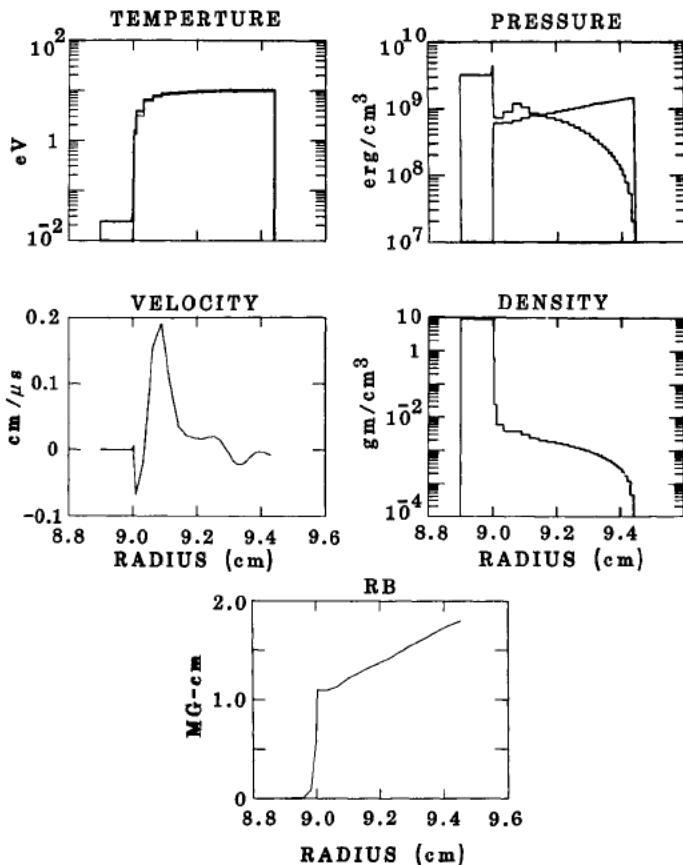 TEMPERTURE
10²
1
10⁻²
eV
PRESSURE
10¹⁰
10⁹
10⁸
10⁷
erg/cm³
VELOCITY
0.2
0.1
0
-0.1
cm/μs
8.8 9.0 9.2 9.4 9.6
RADIUS (cm)
DENSITY
10
1
10⁻²
10⁻⁴
gm/cm³
8.8 9.0 9.2 9.4 9.6
RADIUS (cm)
RB
2.0
1.0
0
MG-cm
8.8 9.0 9.2 9.4 9.6
RADIUS (cm)